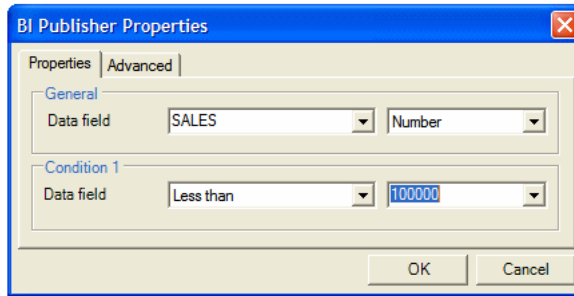 BI Publisher Properties
Properties Advanced
General
Data field SALES Number
Condition 1
Data field Less than 100000
OK Cancel